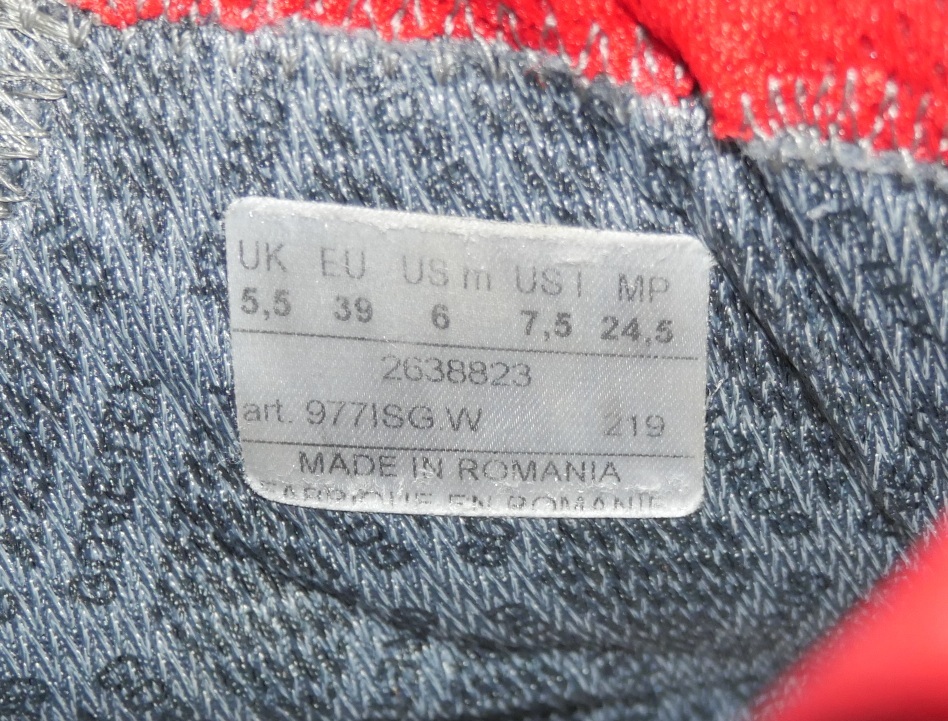 UK EU US m US l MP
5,5 39 6 7,5 24,5
2638823
art. 977ISG.W 219
MADE IN ROMANIA
FABRIQUE EN ROMANIE